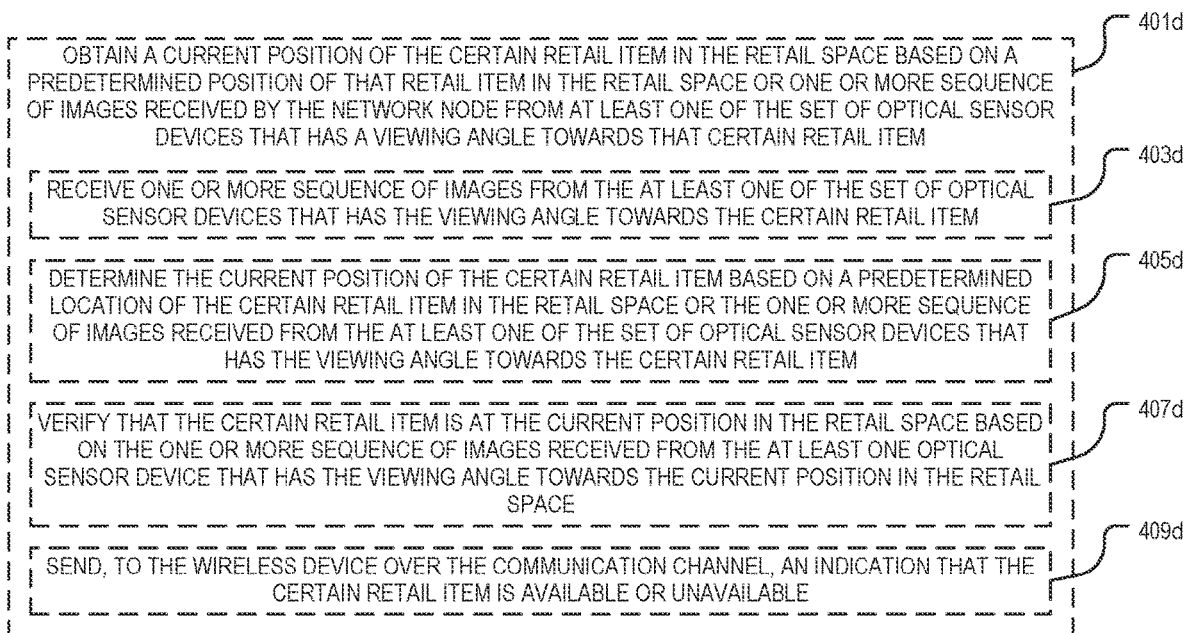 401d
OBTAIN A CURRENT POSITION OF THE CERTAIN RETAIL ITEM IN THE RETAIL SPACE BASED ON A
PREDETERMINED POSITION OF THAT RETAIL ITEM IN THE RETAIL SPACE OR ONE OR MORE SEQUENCE
OF IMAGES RECEIVED BY THE NETWORK NODE FROM AT LEAST ONE OF THE SET OF OPTICAL SENSOR
DEVICES THAT HAS A VIEWING ANGLE TOWARDS THAT CERTAIN RETAIL ITEM
403d
RECEIVE ONE OR MORE SEQUENCE OF IMAGES FROM THE AT LEAST ONE OF THE SET OF OPTICAL
SENSOR DEVICES THAT HAS THE VIEWING ANGLE TOWARDS THE CERTAIN RETAIL ITEM
405d
DETERMINE THE CURRENT POSITION OF THE CERTAIN RETAIL ITEM BASED ON A PREDETERMINED
LOCATION OF THE CERTAIN RETAIL ITEM IN THE RETAIL SPACE OR THE ONE OR MORE SEQUENCE
OF IMAGES RECEIVED FROM THE AT LEAST ONE OF THE SET OF OPTICAL SENSOR DEVICES THAT
HAS THE VIEWING ANGLE TOWARDS THE CERTAIN RETAIL ITEM
407d
VERIFY THAT THE CERTAIN RETAIL ITEM IS AT THE CURRENT POSITION IN THE RETAIL SPACE BASED
ON THE ONE OR MORE SEQUENCE OF IMAGES RECEIVED FROM THE AT LEAST ONE OPTICAL
SENSOR DEVICE THAT HAS THE VIEWING ANGLE TOWARDS THE CURRENT POSITION IN THE RETAIL
SPACE
409d
SEND, TO THE WIRELESS DEVICE OVER THE COMMUNICATION CHANNEL, AN INDICATION THAT THE
CERTAIN RETAIL ITEM IS AVAILABLE OR UNAVAILABLE